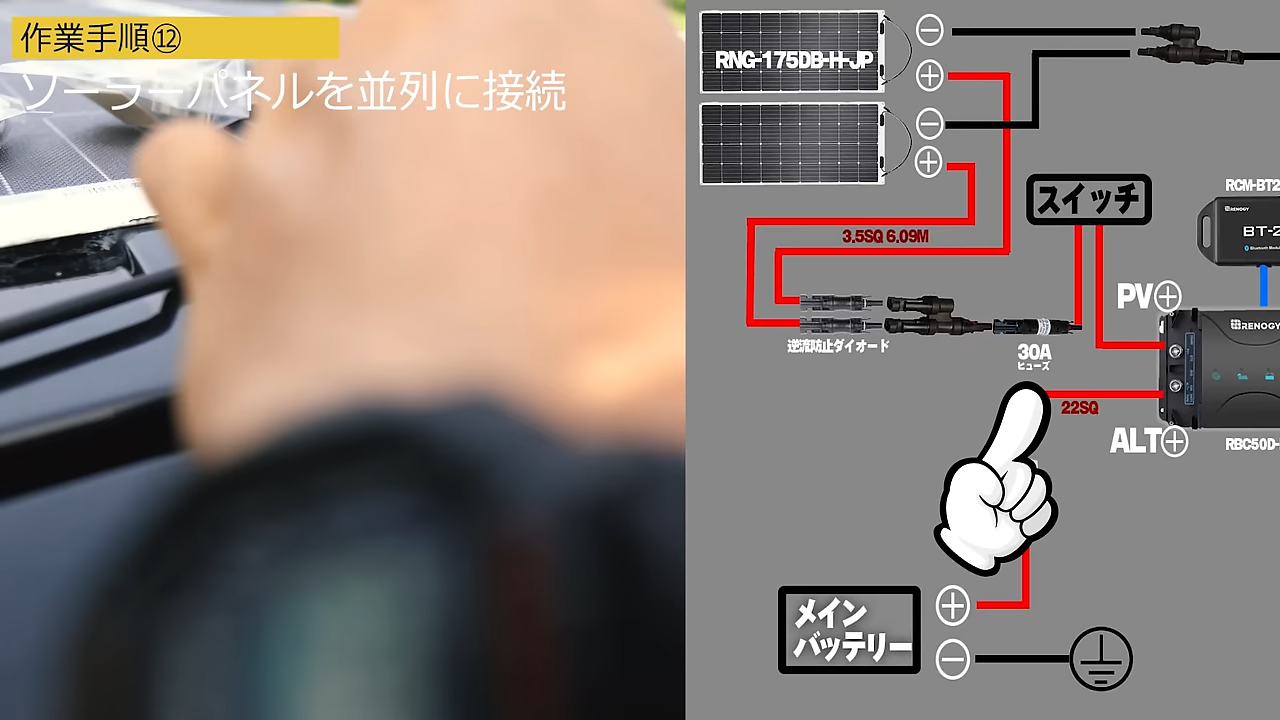 作業手順⑫
ソーラーパネルを並列に接続
RNG-175DB-H-JP
スイッチ
3.5SQ 6.09M
RCM-BT2
RENOGY
BT-2
PV
逆流防止ダイオード
30A
ヒューズ
RENOGY
22SQ
ALT
RBC50D-
メイン
バッテリー